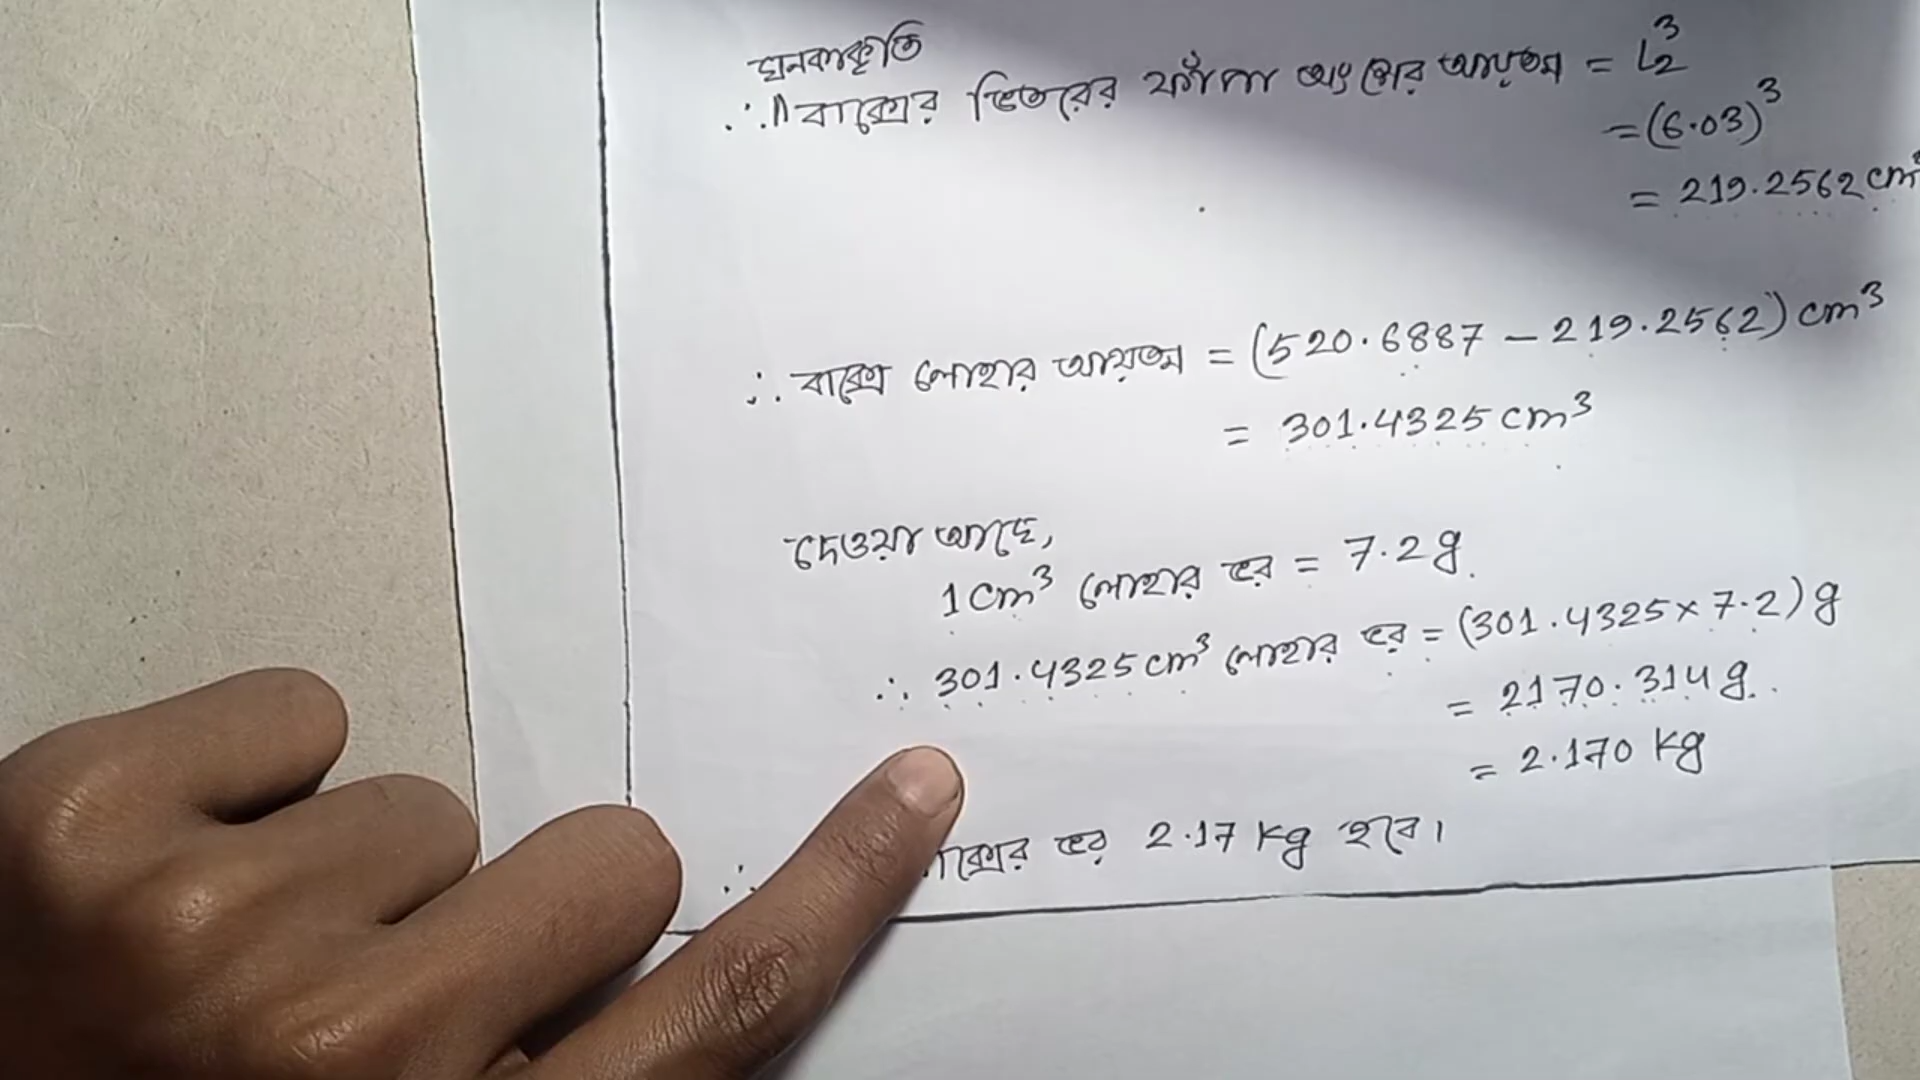 ঘনকাকৃতি
∴ বাক্সের ভিতরের ফাঁপা অংশের আয়তন = L₂³
= (6.03)³
= 219.2562 cm³
∴ বাক্সে লোহার আয়তন = (520.6887 – 219.2562) cm³
= 301.4325 cm³
দেওয়া আছে,
1 cm³ লোহার ভর = 7.2 g
∴ 301.4325 cm³ লোহার ভর = (301.4325 × 7.2) g
= 2170.314 g
= 2.170 kg
∴ ভর 2.17 kg হবে।